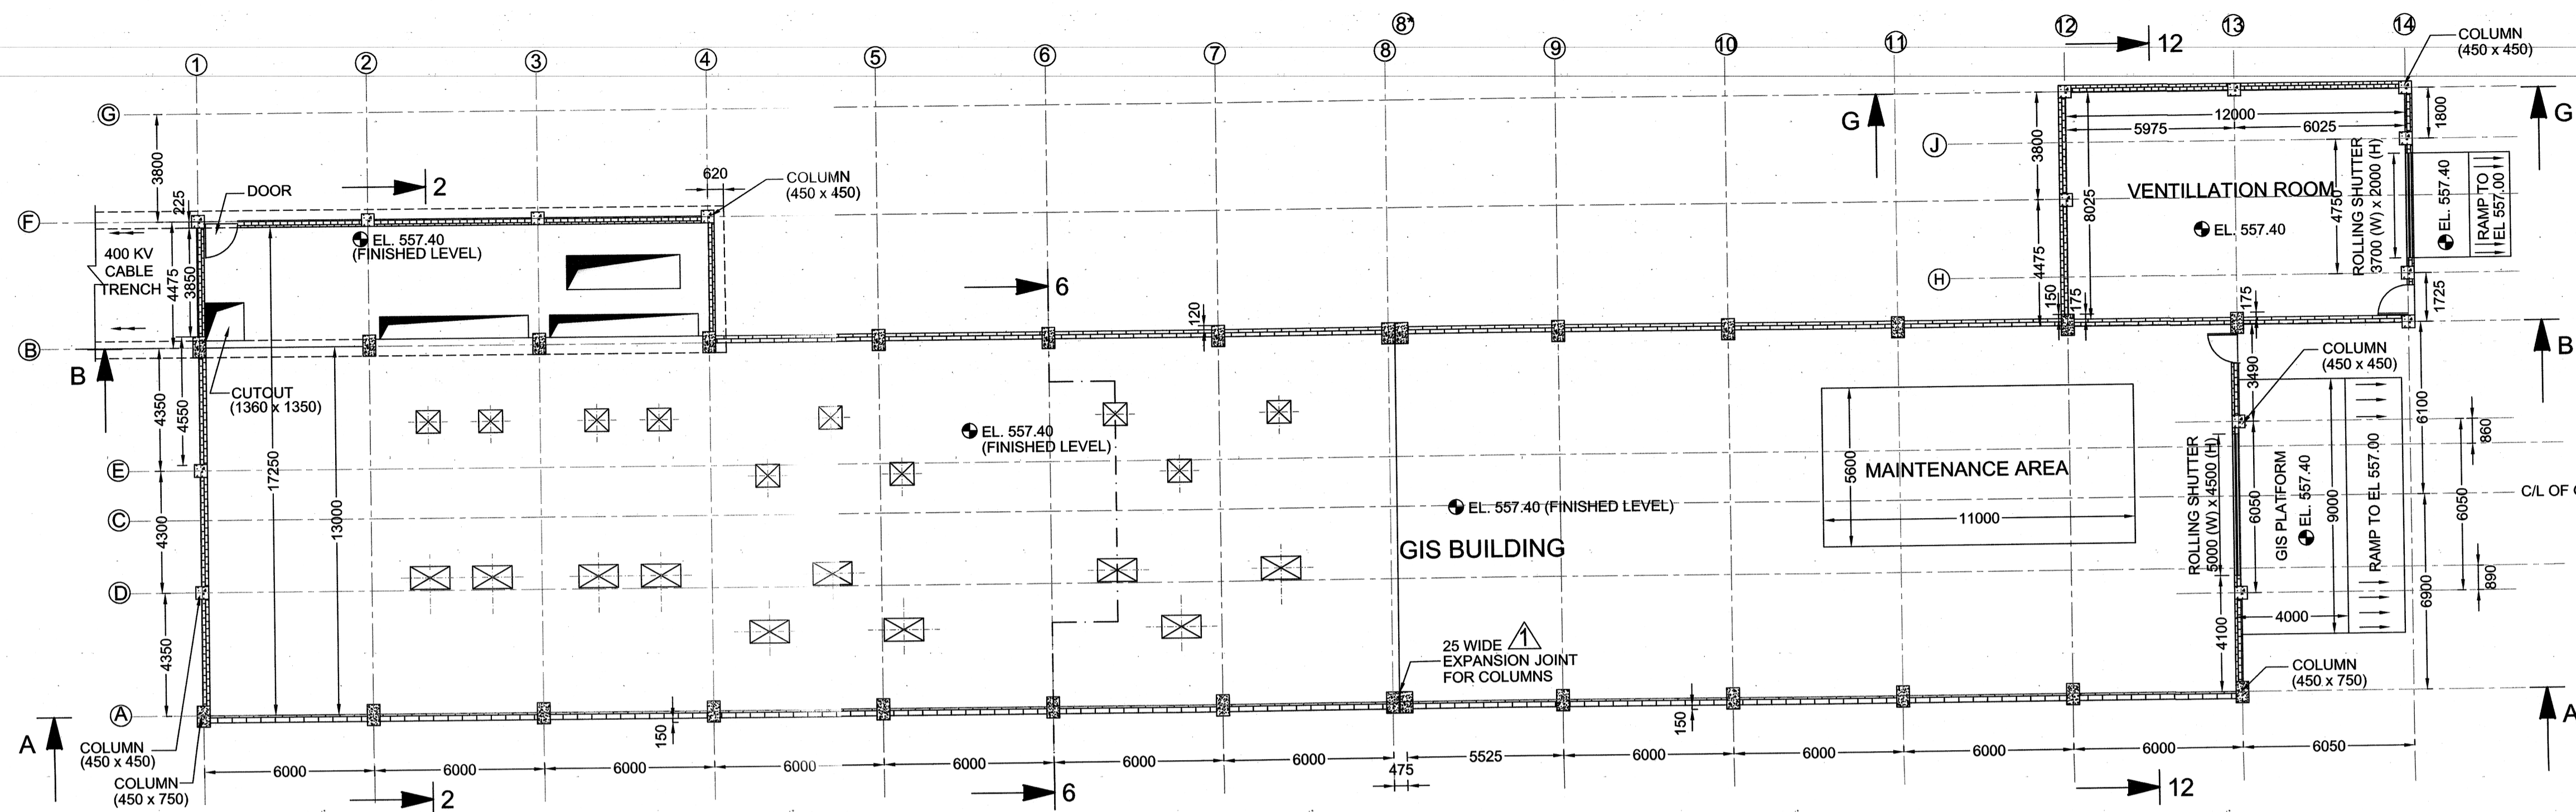 8*
1
2
3
4
5
6
7
8
9
10
11
12
13
14
12
COLUMN
(450 x 450)
G
G
G
3800
3800
12000
5975
6025
1800
J
ROLLING SHUTTER
3700 (W) x 2000 (H)
DOOR
2
620
COLUMN
(450 x 450)
225
F
VENTILLATION ROOM
EL. 557.40
8025
4750
EL. 557.40
RAMP TO
EL 557.00
EL. 557.40
(FINISHED LEVEL)
400 KV
CABLE
TRENCH
4475
3850
4475
H
6
150
175
175
1725
120
B
B
B
CUTOUT
(1360 x 1350)
COLUMN
(450 x 450)
3490
4350
4550
6100
860
EL. 557.40
(FINISHED LEVEL)
E
17250
13000
5600
MAINTENANCE AREA
11000
ROLLING SHUTTER
5000 (W) x 4500 (H)
6050
GIS PLATFORM
EL. 557.40
9000
RAMP TO EL 557.00
6050
C/L OF
EL. 557.40 (FINISHED LEVEL)
C
4300
GIS BUILDING
D
890
6900
4000
4100
4350
25 WIDE
1
EXPANSION JOINT
FOR COLUMNS
COLUMN
(450 x 750)
A
A
A
150
150
COLUMN
(450 x 450)
COLUMN
(450 x 750)
6000
6000
6000
6000
6000
6000
6000
475
5525
6000
6000
6000
6000
6050
2
6
12